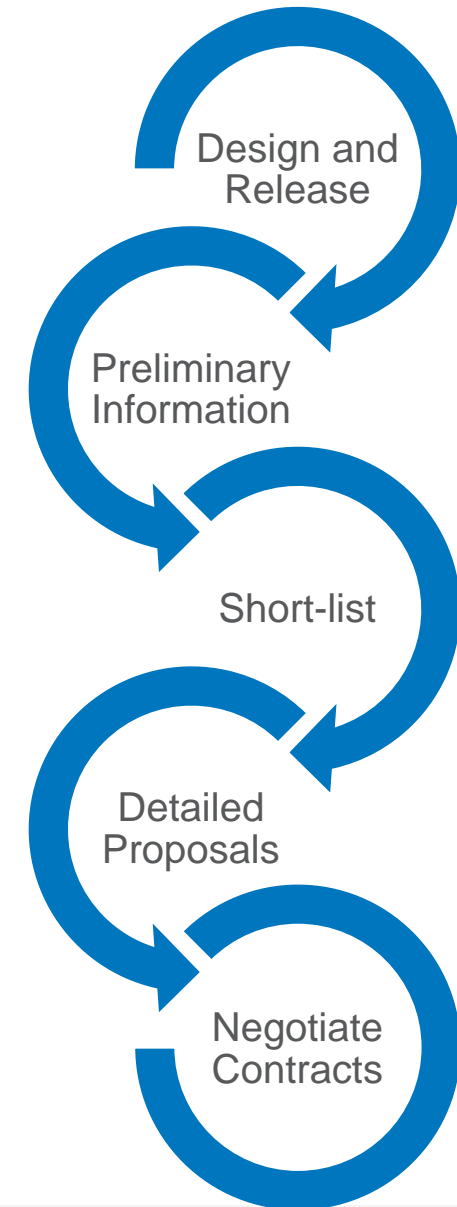 Design and
Release
Preliminary
Information
Short-list
Detailed
Proposals
Negotiate
Contracts